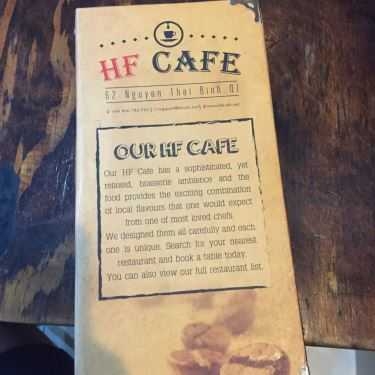 HF CAFE
62 Nguyen Thai Binh Q1
OUR HF CAFE
Our HF Cafe has a sophisticated, yet
relaxed, brasserie ambience and the
food provides the exciting combination
of local flavours that one would expect
from one of most loved chefs.
We designed them all carefully and each
one is unique. Search for your nearest
restaurant and book a table today.
You can also view our full restaurant list.